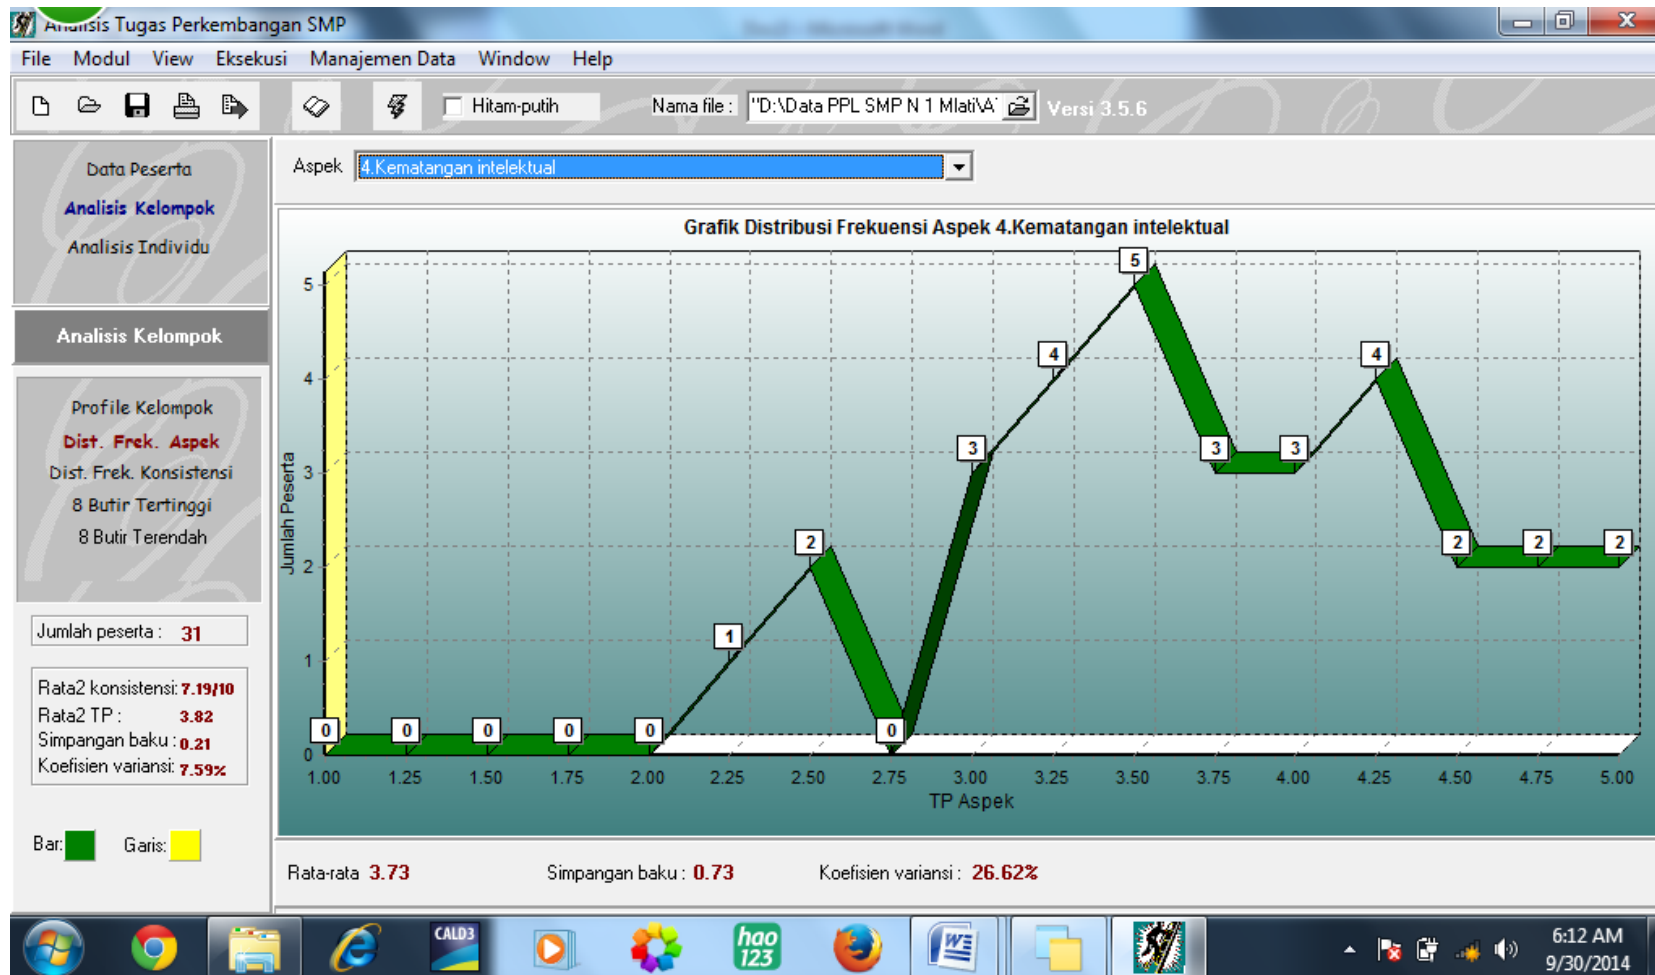 Analisis Tugas Perkembangan SMP
File Modul View Eksekusi Manajemen Data Window Help
Hitam-putih Nama file : "D:\Data PPL SMP N 1 Mlati\A Versi 3.5.6
Data Peserta
Analisis Kelompok
Analisis Individu
Aspek 4.Kematangan intelektual
Analisis Kelompok
Profile Kelompok
Dist. Frek. Aspek
Dist. Frek. Konsistensi
8 Butir Tertinggi
8 Butir Terendah
Jumlah peserta : 31
Rata2 konsistensi: 7.19/10
Rata2 TP : 3.82
Simpangan baku : 0.21
Koefisien variansi: 7.59%
Bar: Garis:
Grafik Distribusi Frekuensi Aspek 4.Kematangan intelektual
Jumlah Peserta
5
4
3
2
1
0
0 0 0 0 0 1 2 0 3 4 5 3 3 4 2 2 2
1.00 1.25 1.50 1.75 2.00 2.25 2.50 2.75 3.00 3.25 3.50 3.75 4.00 4.25 4.50 4.75 5.00
TP Aspek
Rata-rata 3.73 Simpangan baku : 0.73 Koefisien variansi : 26.62%
CALD3
hao
123
6:12 AM
9/30/2014